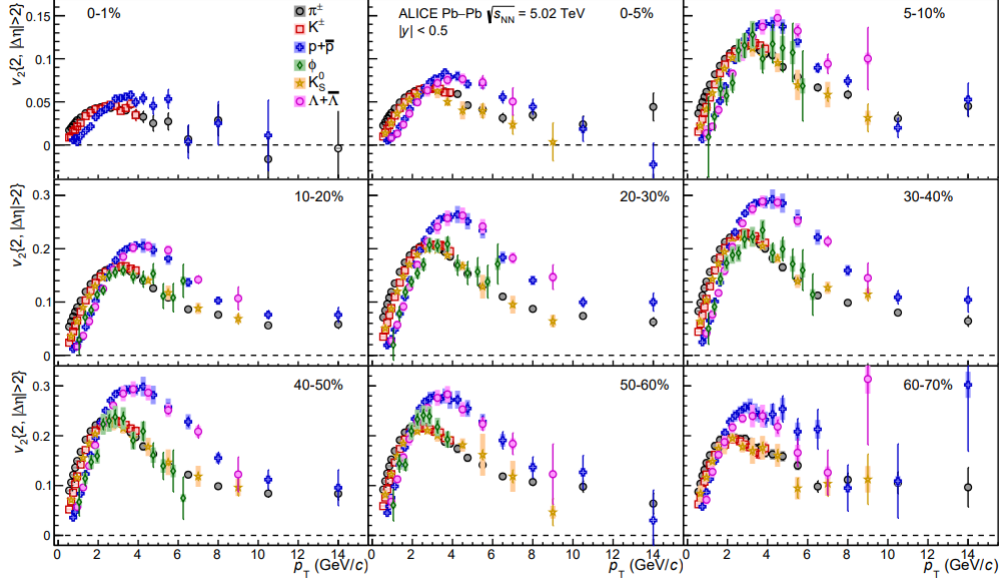 0-1%
π±
K±
p+p̅
ϕ
K⁰S
Λ+Λ̅
ALICE Pb–Pb √sNN = 5.02 TeV
|y| < 0.5
0-5%
5-10%
v2{2, |Δη|>2}
0.15
0.1
0.05
0
10-20%
20-30%
30-40%
v2{2, |Δη|>2}
0.3
0.2
0.1
0
40-50%
50-60%
60-70%
v2{2, |Δη|>2}
0.3
0.2
0.1
0
0 2 4 6 8 10 12 14
pT (GeV/c)
0 2 4 6 8 10 12 14
pT (GeV/c)
0 2 4 6 8 10 12 14
pT (GeV/c)